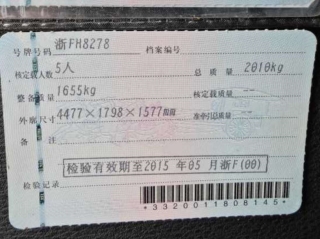 号牌号码 浙FH8278 档案编号
核定载人数 5人 总质量 2010kg
整备质量 1655kg 核定载质量 --
外廓尺寸 4477×1798×1577mm 准牵引总质量 --
备注
检验有效期至2015 年05 月浙F(00)
检验记录
*3320011808145*